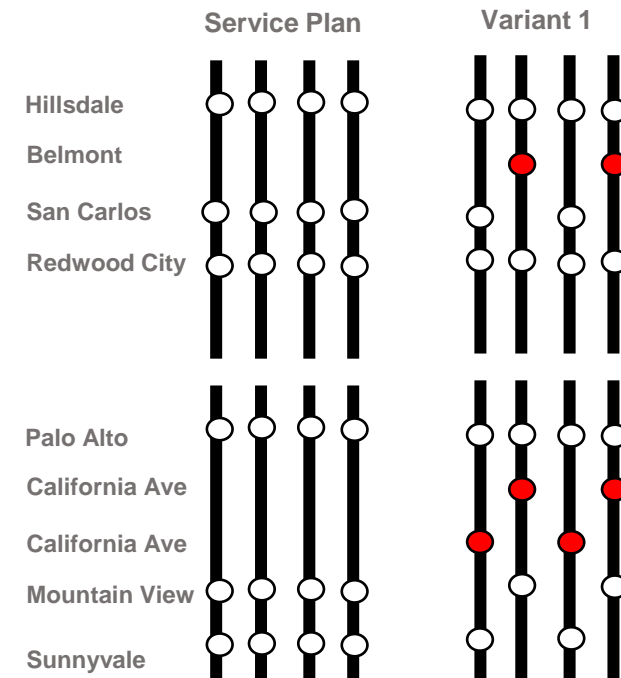 Service Plan
Variant 1
Hillsdale
Belmont
San Carlos
Redwood City
Palo Alto
California Ave
California Ave
Mountain View
Sunnyvale